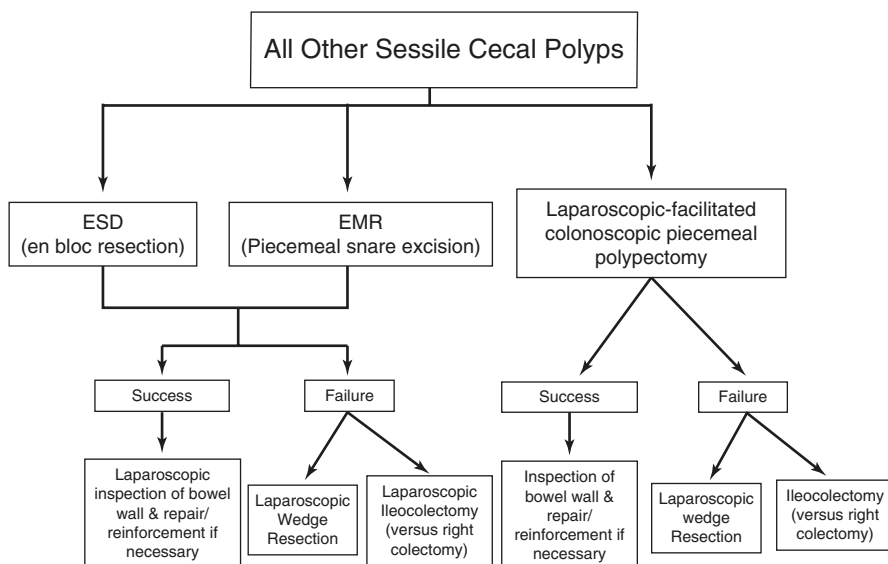 All Other Sessile Cecal Polyps
ESD
(en bloc resection)
EMR
(Piecemeal snare excision)
Laparoscopic-facilitated
colonoscopic piecemeal
polypectomy
Success
Failure
Success
Failure
Laparoscopic
inspection of bowel
wall & repair/
reinforcement if
necessary
Laparoscopic
Wedge
Resection
Laparoscopic
Ileocolectomy
(versus right
colectomy)
Inspection of
bowel wall &
repair/
reinforcement if
necessary
Laparoscopic
wedge
Resection
Ileocolectomy
(versus right
colectomy)